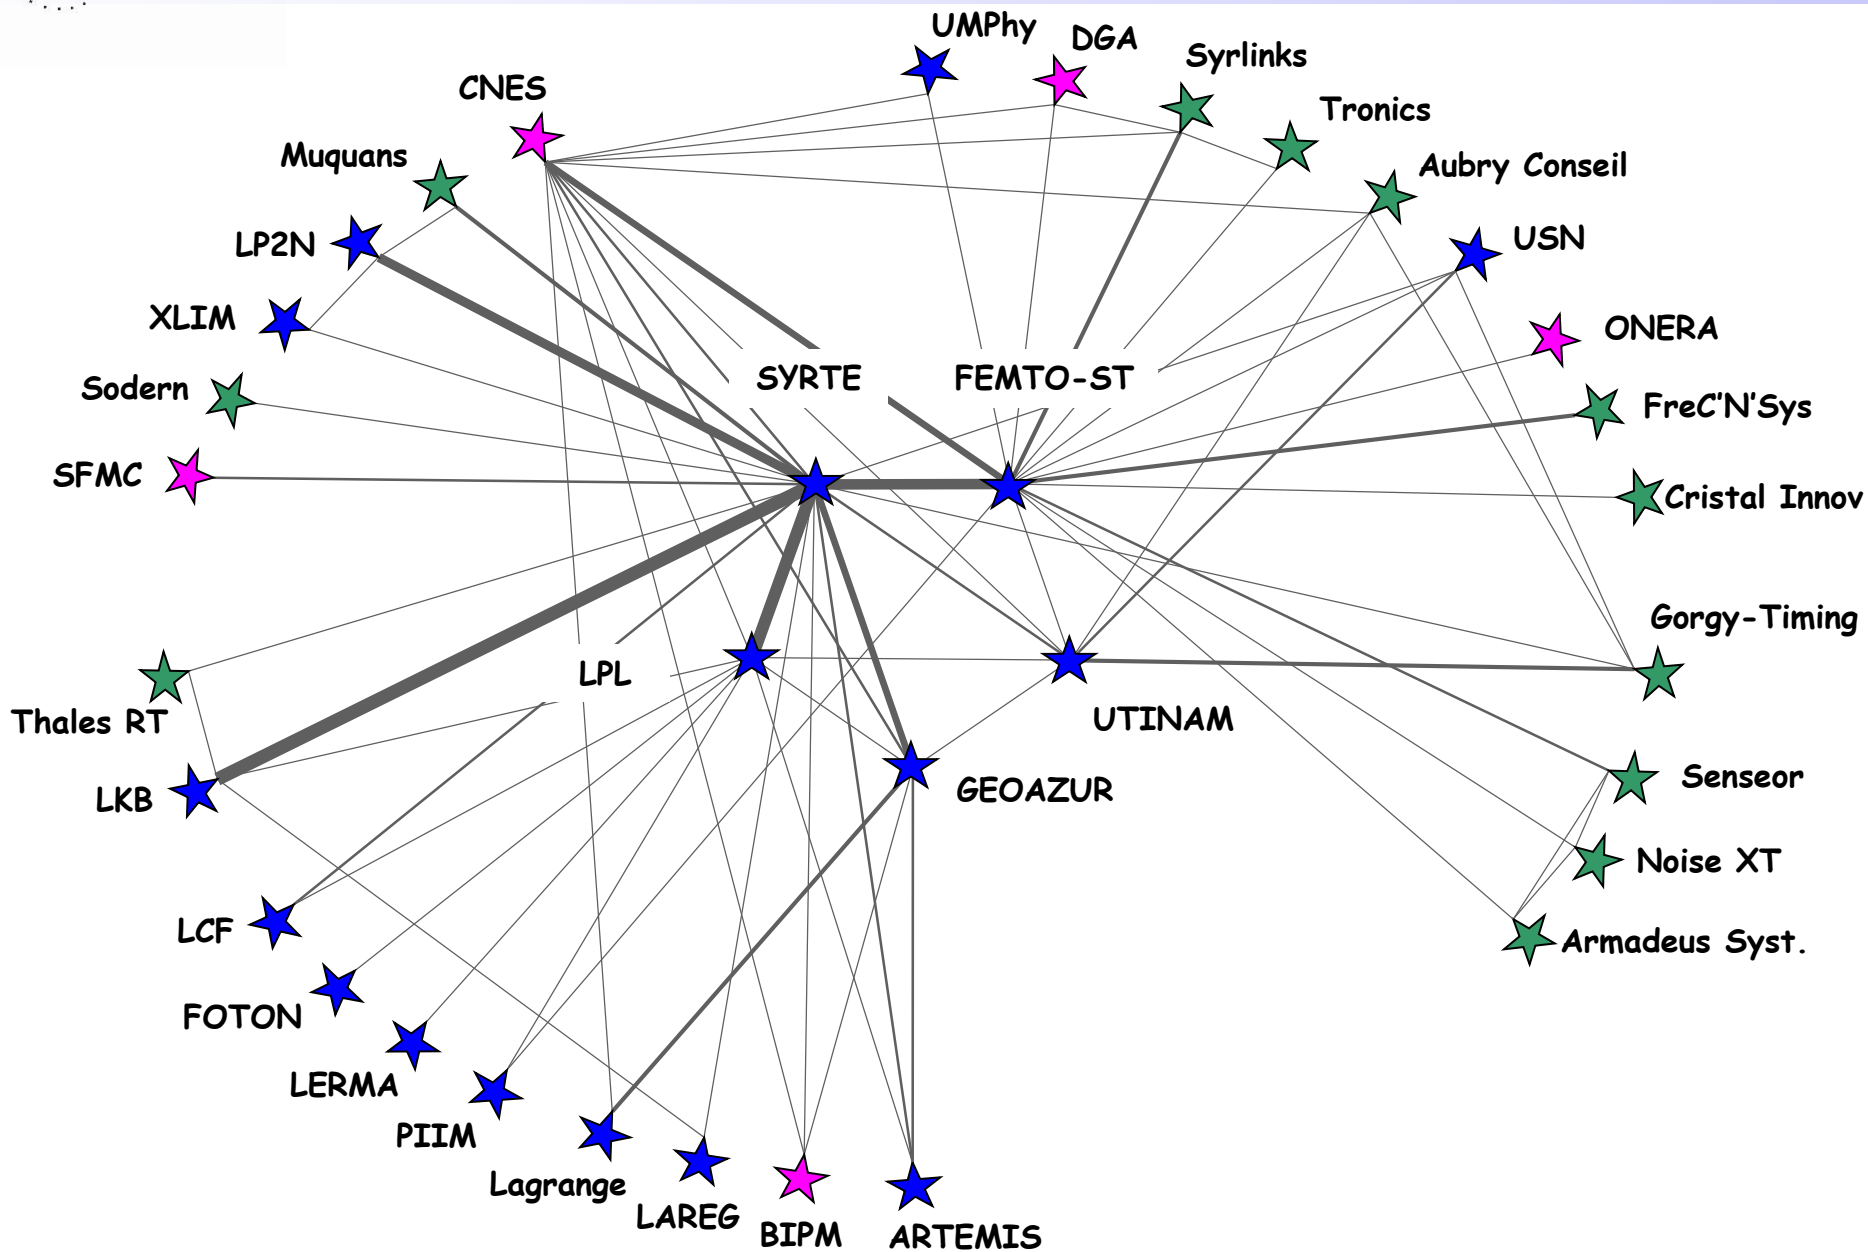 UMPhy
DGA
Syrlinks
CNES
Tronics
Muquans
Aubry Conseil
LP2N
USN
XLIM
ONERA
SYRTE
FEMTO-ST
Sodern
FreC'N'Sys
SFMC
Cristal Innov
Gorgy-Timing
LPL
Thales RT
UTINAM
GEOAZUR
Senseor
LKB
Noise XT
LCF
Armadeus Syst.
FOTON
LERMA
PIIM
Lagrange
LAREG
BIPM
ARTEMIS